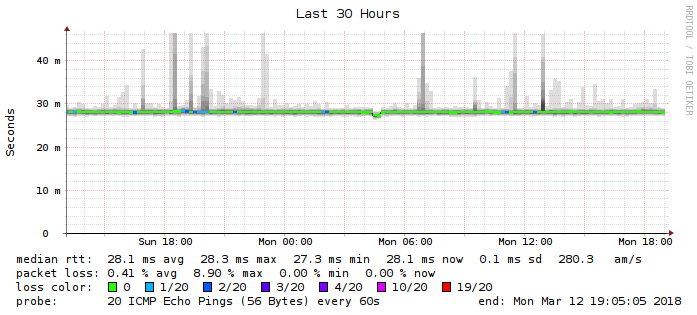 Last 30 Hours
RRDTOOL / TOBI OETIKER
Seconds
40 m
30 m
20 m
10 m
0
Sun 18:00 Mon 00:00 Mon 06:00 Mon 12:00 Mon 18:00
median rtt: 28.1 ms avg 28.3 ms max 27.3 ms min 28.1 ms now 0.1 ms sd 280.3 am/s
packet loss: 0.41 % avg 8.90 % max 0.00 % min 0.00 % now
loss color: 0 1/20 2/20 3/20 4/20 10/20 19/20
probe: 20 ICMP Echo Pings (56 Bytes) every 60s end: Mon Mar 12 19:05:05 2018